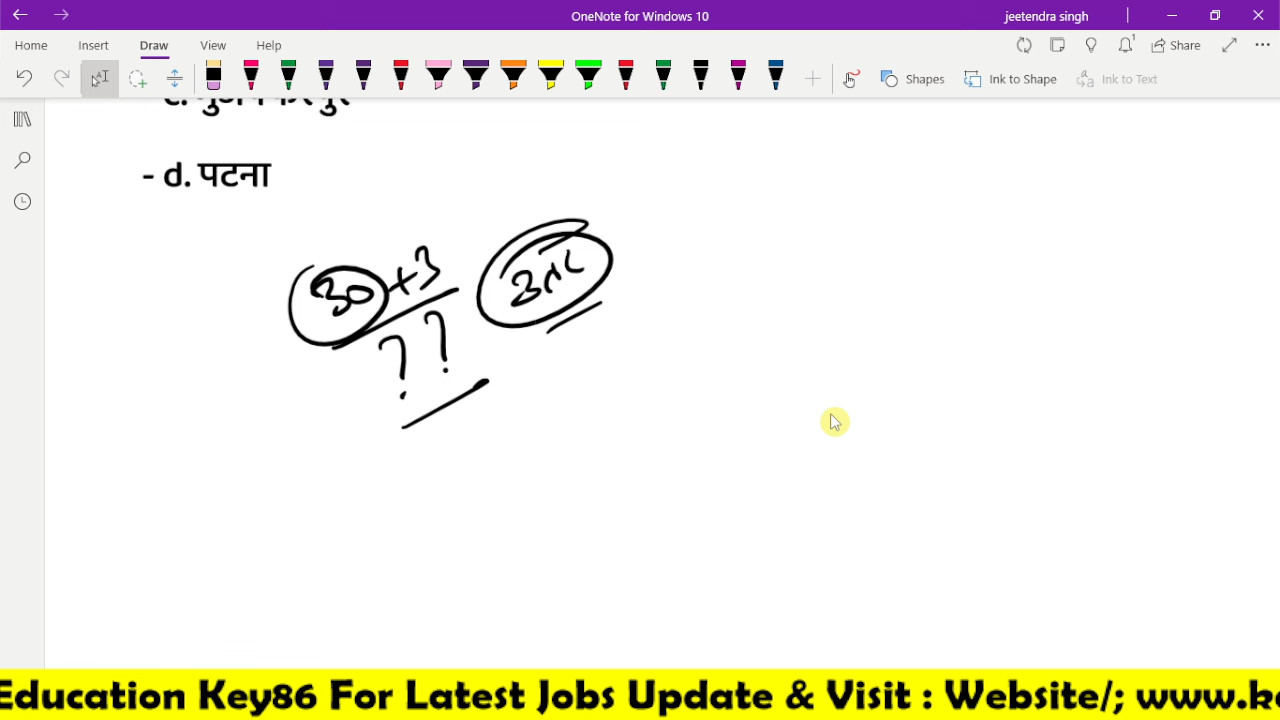 OneNote for Windows 10
jeetendra singh
Home Insert Draw View Help
Share
Shapes Ink to Shape Ink to Text
- d. पटना
30 + 3
? ?
Education Key86 For Latest Jobs Update & Visit : Website/; www.k